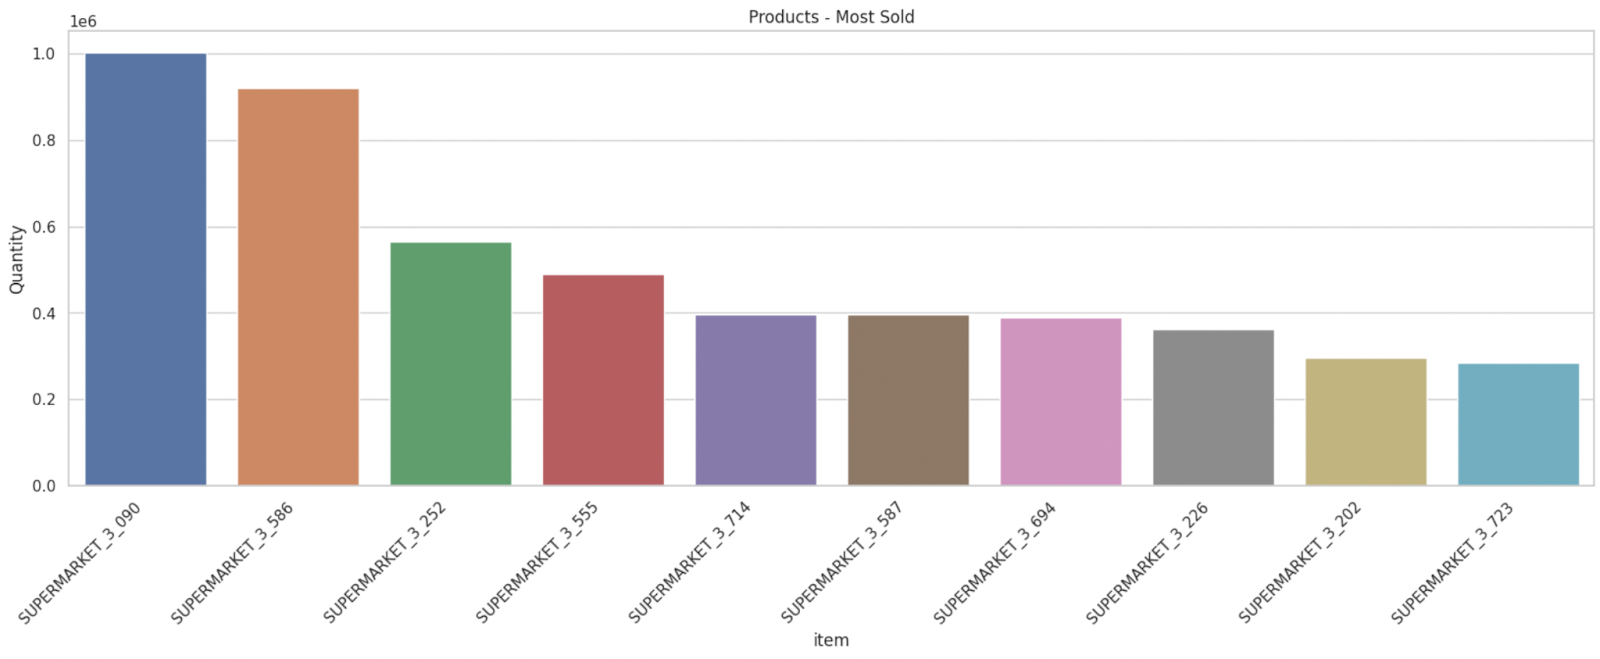 Products - Most Sold
1e6
1.0
0.8
0.6
0.4
0.2
0.0
Quantity
SUPERMARKET_3_090
SUPERMARKET_3_586
SUPERMARKET_3_252
SUPERMARKET_3_555
SUPERMARKET_3_714
SUPERMARKET_3_587
SUPERMARKET_3_694
SUPERMARKET_3_226
SUPERMARKET_3_202
SUPERMARKET_3_723
item